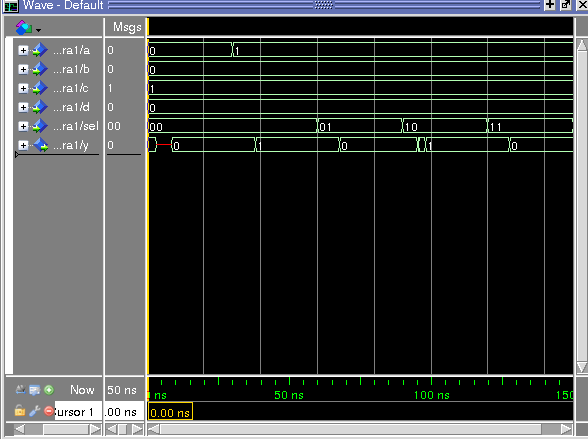 Wave - Default
Msgs
...ra1/a 0 0 1
...ra1/b 0 0
...ra1/c 1 1
...ra1/d 0 0
...ra1/sel 00 00 01 10 11
...ra1/y 0 0 1 0 1 0
Now 50 ns ns 50 ns 100 ns 150
ursor 1 .00 ns 0.00 ns